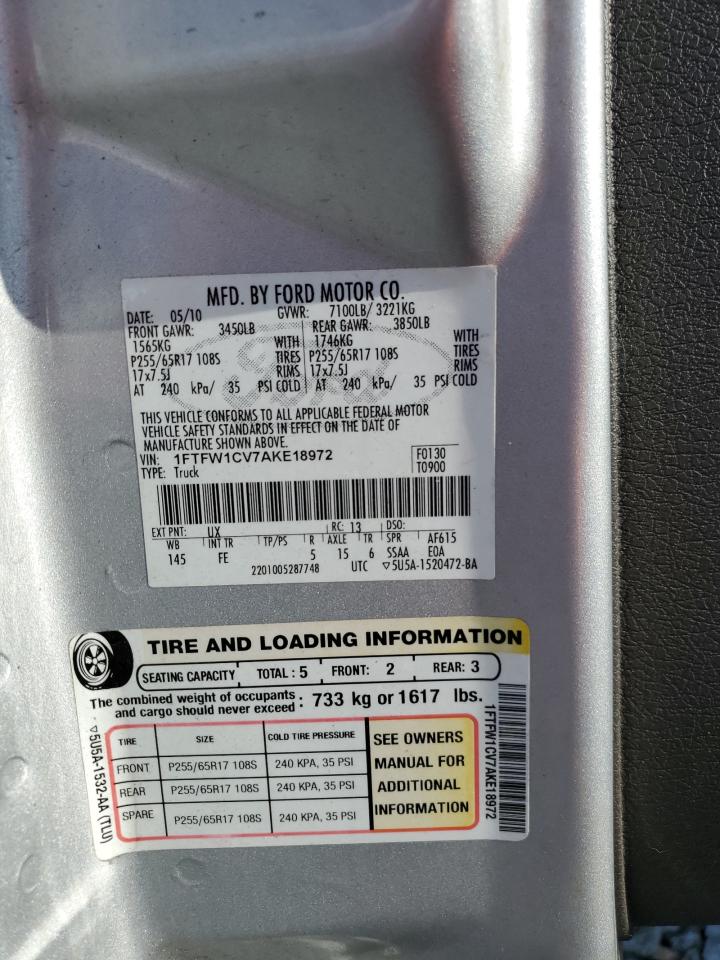 MFD. BY FORD MOTOR CO.
DATE: 05/10 GVWR: 7100LB/ 3221KG
FRONT GAWR: 3450LB REAR GAWR: 3850LB
1565KG WITH 1746KG WITH
P255/65R17 108S TIRES P255/65R17 108S TIRES
17x7.5J RIMS 17x7.5J RIMS
AT 240 kPa/ 35 PSI COLD AT 240 kPa/ 35 PSI COLD
THIS VEHICLE CONFORMS TO ALL APPLICABLE FEDERAL MOTOR
VEHICLE SAFETY STANDARDS IN EFFECT ON THE DATE OF
MANUFACTURE SHOWN ABOVE.
VIN: 1FTFW1CV7AKE18972 F0130
TYPE: Truck T0900
EXT PNT: UX RC: 13 DSO:
WB INT TR TP/PS R AXLE TR SPR AF615
145 FE 5 15 6 SSAA E0A
2201005287748 UTC ▽5U5A-1520472-BA
TIRE AND LOADING INFORMATION
SEATING CAPACITY TOTAL : 5 FRONT: 2 REAR: 3
The combined weight of occupants
and cargo should never exceed : 733 kg or 1617 lbs.
TIRE SIZE COLD TIRE PRESSURE
FRONT P255/65R17 108S 240 KPA, 35 PSI
REAR P255/65R17 108S 240 KPA, 35 PSI
SPARE P255/65R17 108S 240 KPA, 35 PSI
SEE OWNERS
MANUAL FOR
ADDITIONAL
INFORMATION
▽5U5A-1532-AA (TLU)
1FTFW1CV7AKE18972